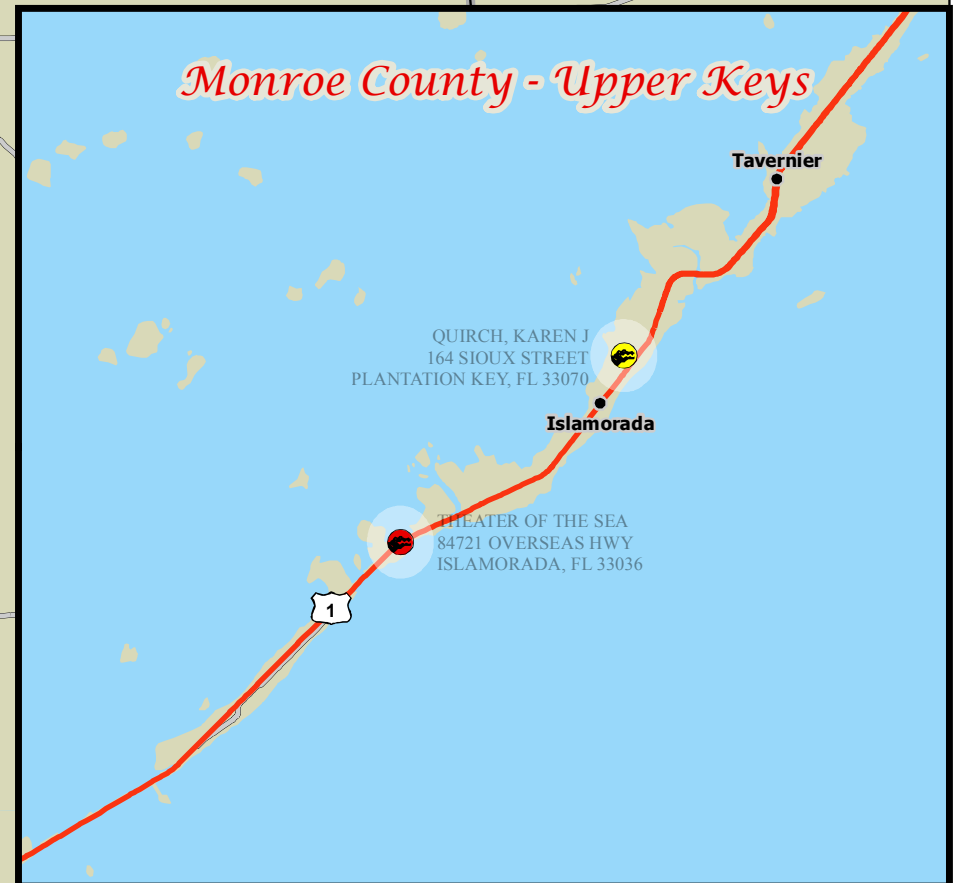 Monroe County - Upper Keys
Tavernier
QUIRCH, KAREN J
164 SIOUX STREET
PLANTATION KEY, FL 33070
Islamorada
THEATER OF THE SEA
84721 OVERSEAS HWY
ISLAMORADA, FL 33036
1